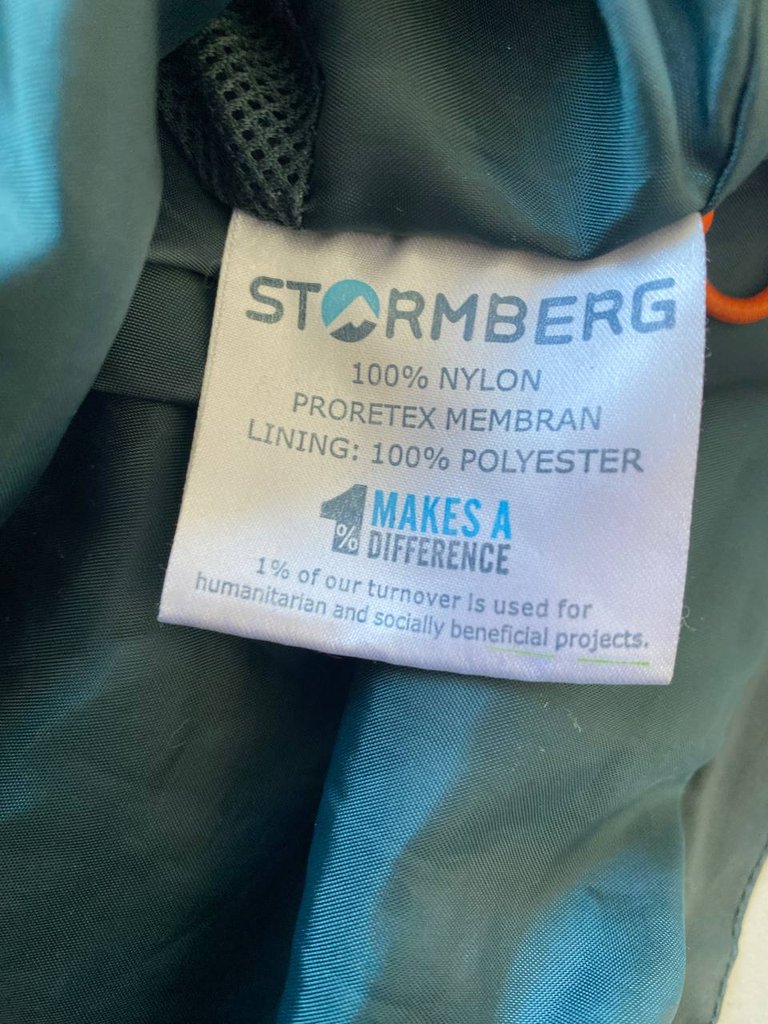 STORMBERG
100% NYLON
PRORETEX MEMBRAN
LINING: 100% POLYESTER
1% MAKES A
DIFFERENCE
1% of our turnover is used for
humanitarian and socially beneficial projects.